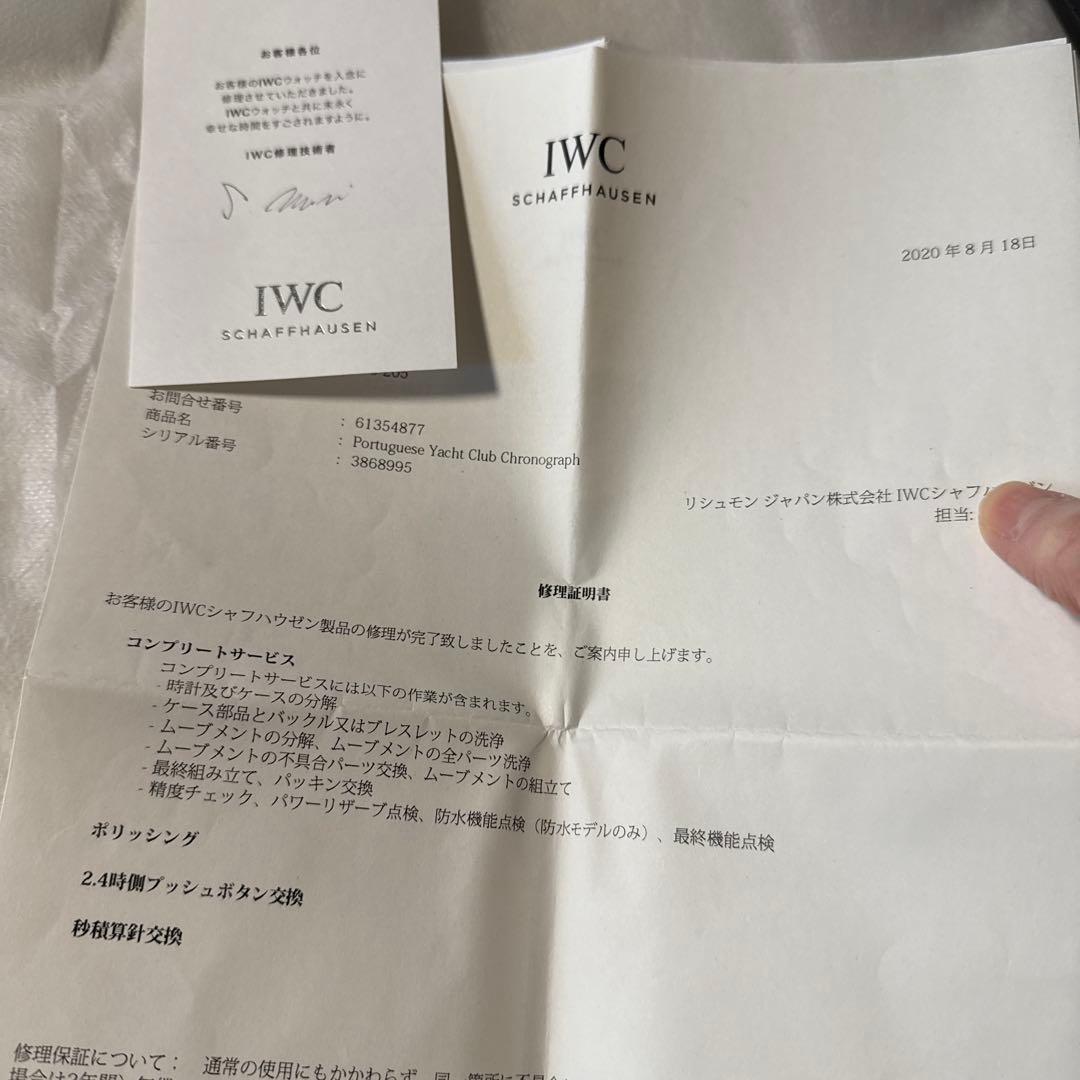 お客様各位
お客様のIWCウォッチを入念に
修理させていただきました。
IWCウォッチと共に末永く
幸せな時間をすごされますように。
IWC修理技術者
IWC
SCHAFFHAUSEN
IWC
SCHAFFHAUSEN
2020 年 8 月 18日
お問合せ番号 : 61354877
商品名 : Portuguese Yacht Club Chronograph
シリアル番号 : 3868995
リシュモン ジャパン株式会社 IWCシャフ
担当:
修理証明書
お客様のIWCシャフハウゼン製品の修理が完了致しましたことを、ご案内申し上げます。
コンプリートサービス
コンプリートサービスには以下の作業が含まれます。
- 時計及びケースの分解
- ケース部品とバックル又はブレスレットの洗浄
- ムーブメントの分解、ムーブメントの全パーツ洗浄
- ムーブメントの不具合パーツ交換、ムーブメントの組立て
- 最終組み立て、パッキン交換
- 精度チェック、パワーリザーブ点検、防水機能点検（防水モデルのみ）、最終機能点検
ポリッシング
2.4時側プッシュボタン交換
秒積算針交換
修理保証について： 通常の使用にもかかわらず、同一箇所に不具合
場合は2年間）